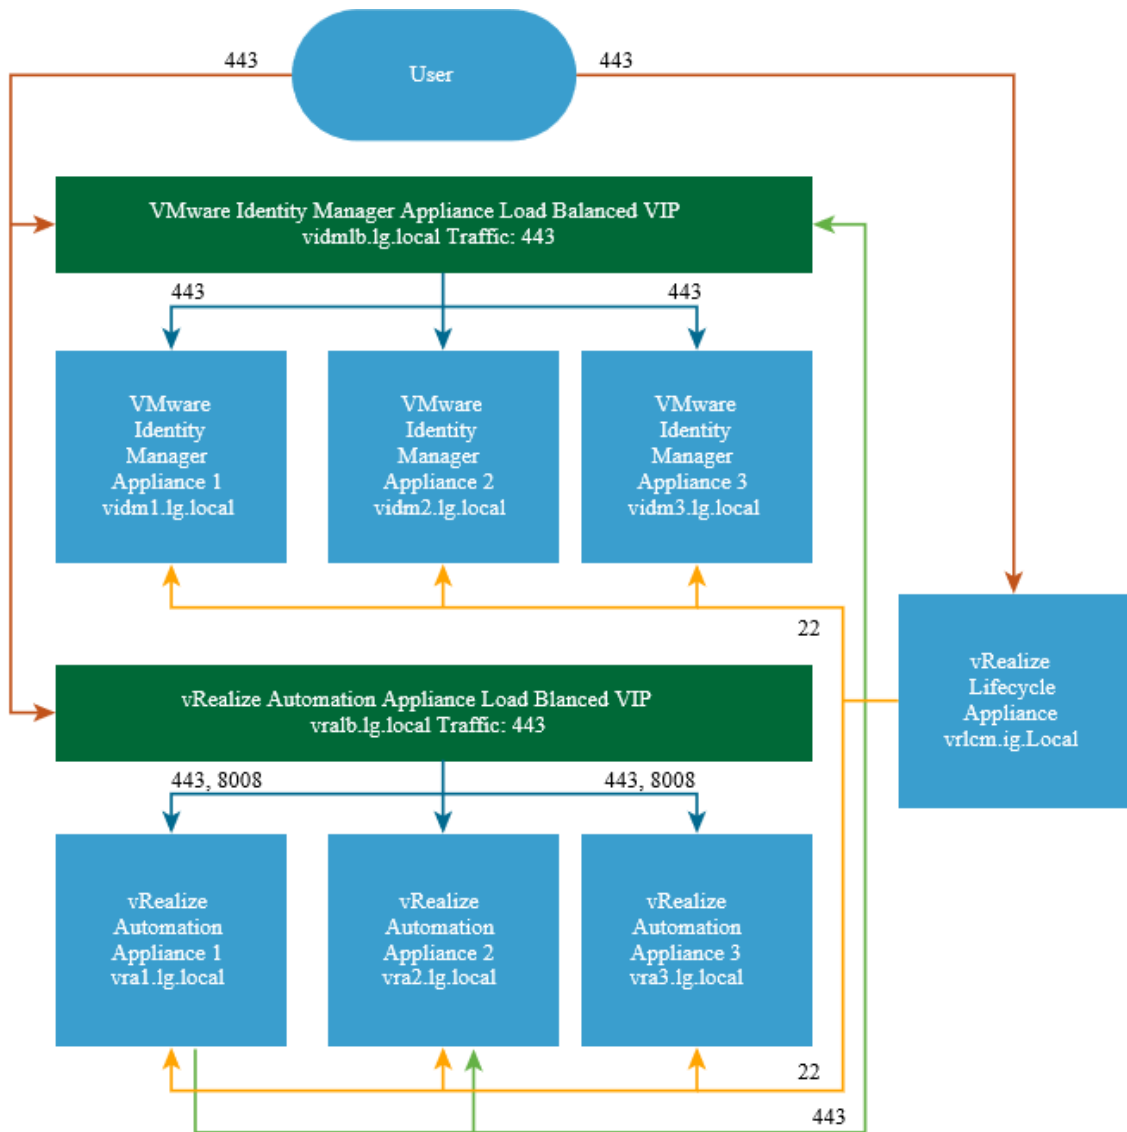 443
User
443
VMware Identity Manager Appliance Load Balanced VIP
vidmlb.lg.local Traffic: 443
443
443
VMware
Identity
Manager
Appliance 1
vidm1.lg.local
VMware
Identity
Manager
Appliance 2
vidm2.lg.local
VMware
Identity
Manager
Appliance 3
vidm3.lg.local
22
vRealize
Lifecycle
Appliance
vrlcm.ig.Local
vRealize Automation Appliance Load Blanced VIP
vralb.lg.local Traffic: 443
443, 8008
443, 8008
vRealize
Automation
Appliance 1
vra1.lg.local
vRealize
Automation
Appliance 2
vra2.lg.local
vRealize
Automation
Appliance 3
vra3.lg.local
22
443